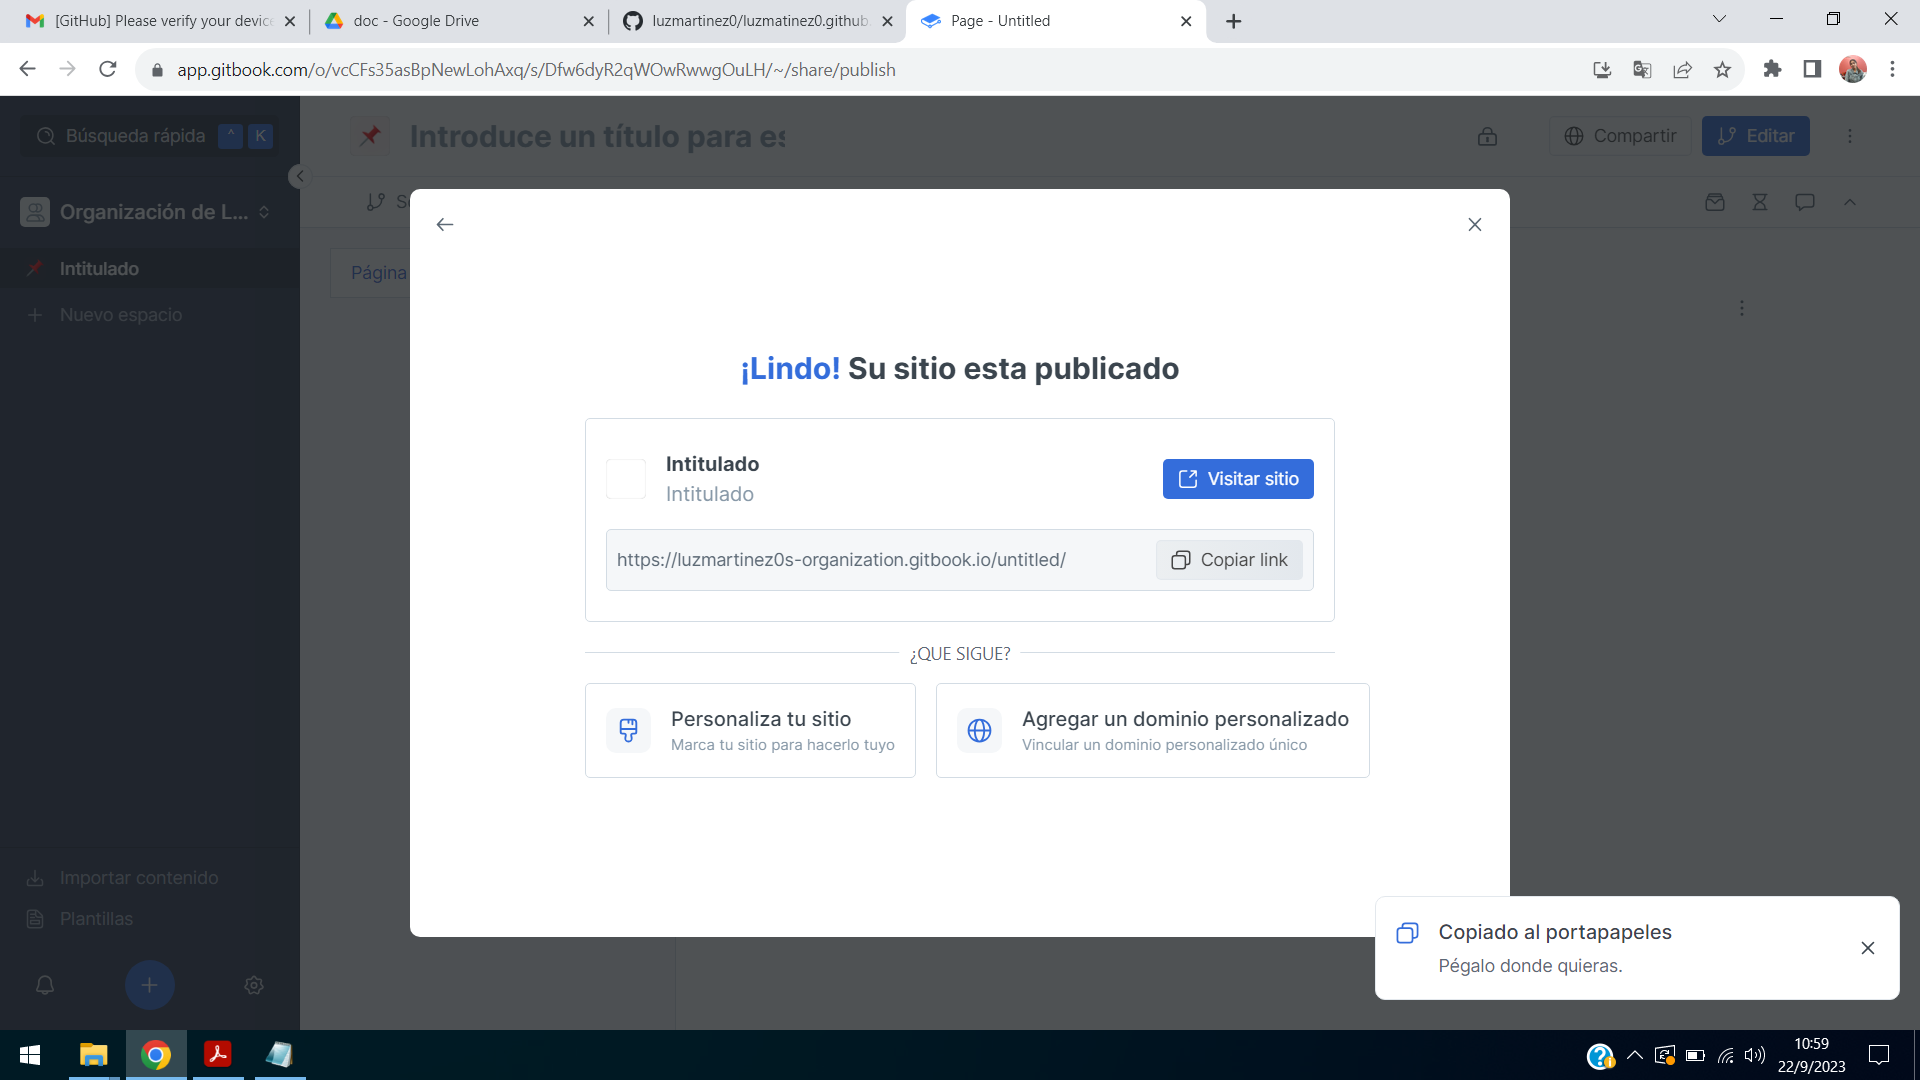 [GitHub] Please verify your device
doc - Google Drive
luzmartinez0/luzmatinez0.github
Page - Untitled
app.gitbook.com/o/vcCFs35asBpNewLohAxq/s/Dfw6dyR2qWOwRwwgOuLH/~/share/publish
Búsqueda rápida ^ K
Introduce un título para es
Compartir
Editar
Organización de L...
Intitulado
Página
Nuevo espacio
¡Lindo! Su sitio esta publicado
Intitulado
Intitulado
Visitar sitio
https://luzmartinez0s-organization.gitbook.io/untitled/
Copiar link
¿QUE SIGUE?
Personaliza tu sitio
Marca tu sitio para hacerlo tuyo
Agregar un dominio personalizado
Vincular un dominio personalizado único
Importar contenido
Plantillas
Copiado al portapapeles
Pégalo donde quieras.
10:59
22/9/2023